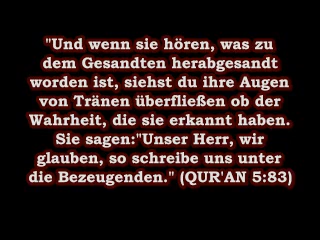 "Und wenn sie hören, was zu
dem Gesandten herabgesandt
worden ist, siehst du ihre Augen
von Tränen überfließen ob der
Wahrheit, die sie erkannt haben.
Sie sagen:"Unser Herr, wir
glauben, so schreibe uns unter
die Bezeugenden." (QUR'AN 5:83)